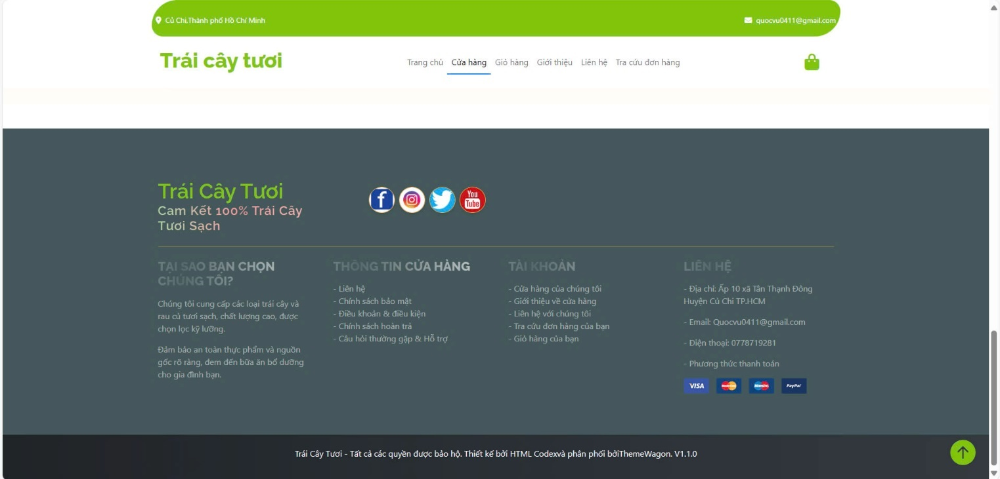 Củ Chi,Thành phố Hồ Chí Minh
quocvu0411@gmail.com
Trái cây tươi
Trang chủ Cửa hàng Giỏ hàng Giới thiệu Liên hệ Tra cứu đơn hàng
Trái Cây Tươi
Cam Kết 100% Trái Cây
Tươi Sạch
f
You
Tube
TẠI SAO BẠN CHỌN
CHÚNG TÔI?
Chúng tôi cung cấp các loại trái cây và
rau củ tươi sạch, chất lượng cao, được
chọn lọc kỹ lưỡng.
Đảm bảo an toàn thực phẩm và nguồn
gốc rõ ràng, đem đến bữa ăn bổ dưỡng
cho gia đình bạn.
THÔNG TIN CỬA HÀNG
- Liên hệ
- Chính sách bảo mật
- Điều khoản & điều kiện
- Chính sách hoàn trả
- Câu hỏi thường gặp & Hỗ trợ
TÀI KHOẢN
- Cửa hàng của chúng tôi
- Giới thiệu về cửa hàng
- Liên hệ với chúng tôi
- Tra cứu đơn hàng của bạn
- Giỏ hàng của bạn
LIÊN HỆ
- Địa chỉ: Ấp 10 xã Tân Thạnh Đông
Huyện Củ Chi TP.HCM
- Email: Quocvu0411@gmail.com
- Điện thoại: 0778719281
- Phương thức thanh toán
VISA MasterCard Maestro PayPal
Trái Cây Tươi - Tất cả các quyền được bảo hộ. Thiết kế bởi HTML Codexvà phân phối bởiThemeWagon. V1.1.0